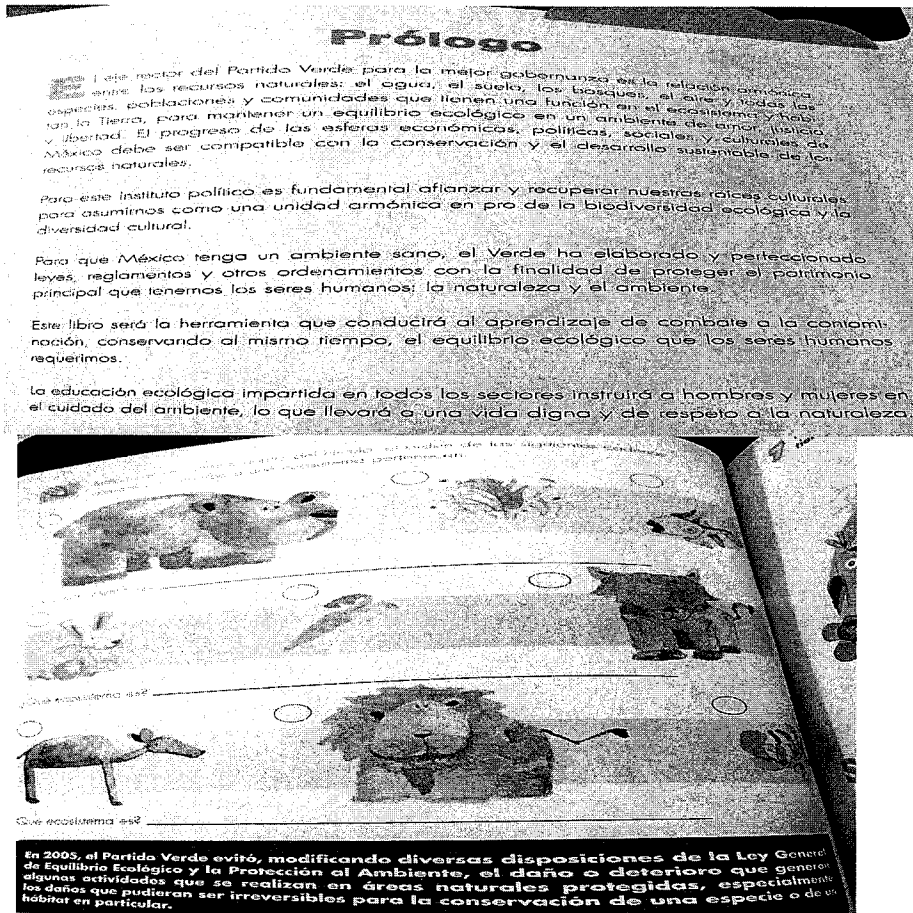 Prólogo
El eje rector del Partido Verde para la mejor gobernanza es la relación armónica
entre los recursos naturales: el agua, el suelo, los bosques, el aire y todas las
especies, poblaciones y comunidades que tienen una función en el ecosistema y habi-
tan la Tierra, para mantener un equilibrio ecológico en un ambiente de amor, justicia
y libertad. El progreso de las esferas económicas, políticas, sociales y culturales de
México debe ser compatible con la conservación y el desarrollo sustentable de los
recursos naturales.
Para este instituto político es fundamental afianzar y recuperar nuestras raíces culturales
para asumirnos como una unidad armónica en pro de la biodiversidad ecológica y la
diversidad cultural.
Para que México tenga un ambiente sano, el Verde ha elaborado y perfeccionado
leyes, reglamentos y otros ordenamientos con la finalidad de proteger el patrimonio
principal que tenemos los seres humanos: la naturaleza y el ambiente.
Este libro será la herramienta que conducirá al aprendizaje de combate a la contami-
nación, conservando al mismo tiempo, el equilibrio ecológico que los seres humanos
requerimos.
La educación ecológica impartida en todos los sectores instruirá a hombres y mujeres en
el cuidado del ambiente, lo que llevará a una vida digna y de respeto a la naturaleza.
de las siguientes cadenas
ecosistema pertenecen.
¿Qué ecosistema es?
Qué ecosistema es?
En 2005, el Partido Verde evitó, modificando diversas disposiciones de la Ley General
de Equilibrio Ecológico y la Protección al Ambiente, el daño o deterioro que generan
algunas actividades que se realizan en áreas naturales protegidas, especialmente
los daños que pudieran ser irreversibles para la conservación de una especie o de un
hábitat en particular.